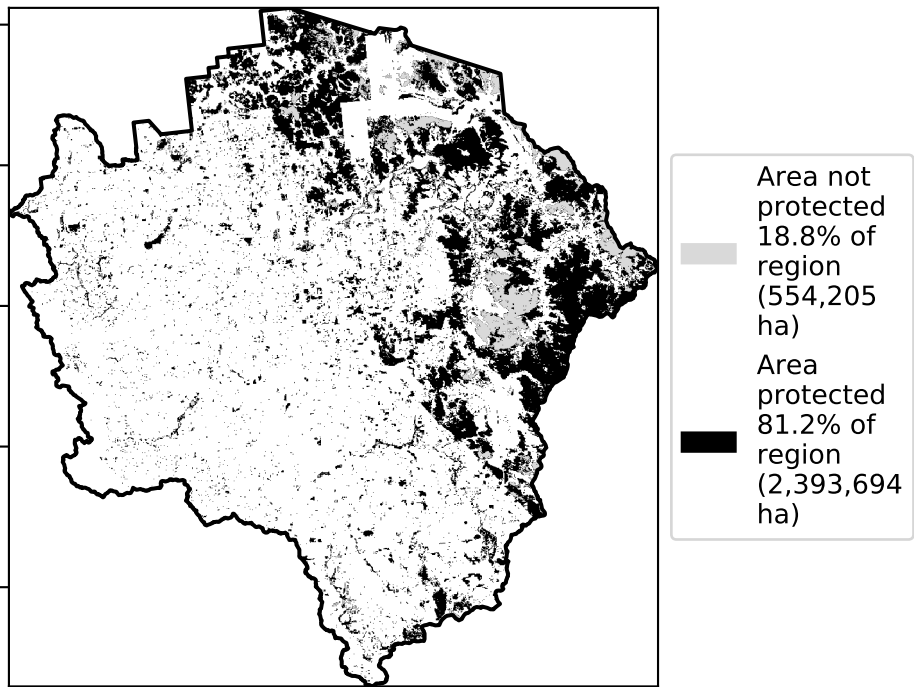 Area not
protected
18.8% of
region
(554,205
ha)
Area
protected
81.2% of
region
(2,393,694
ha)